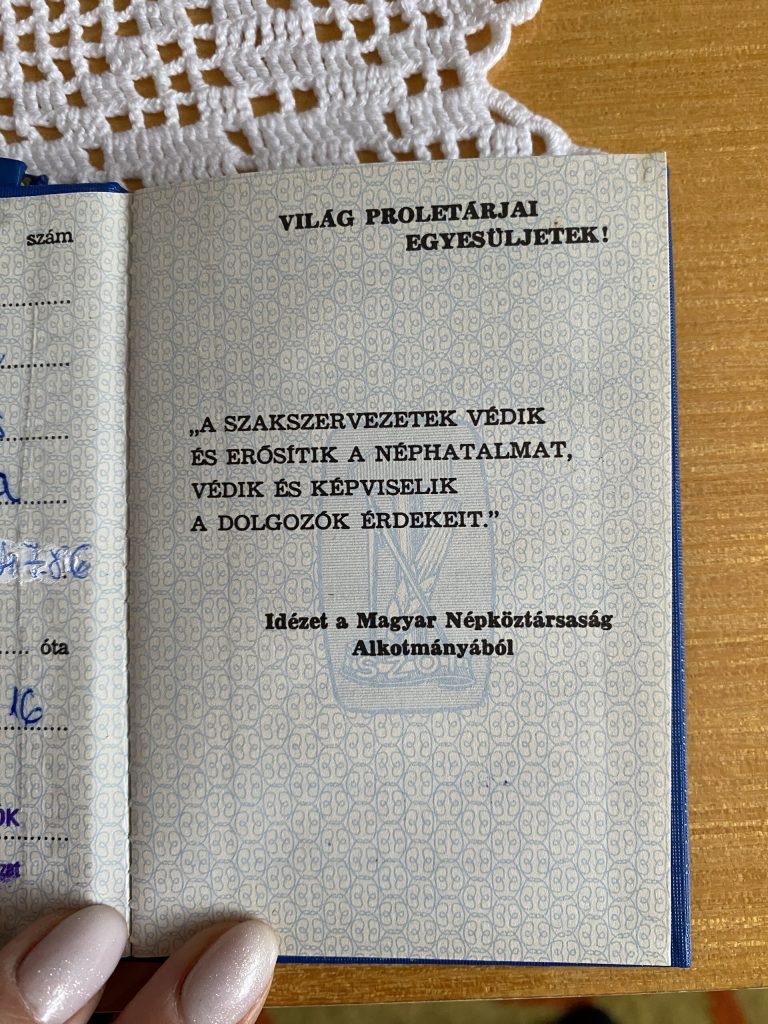 szám
óta
16
VILÁG PROLETÁRJAI
EGYESÜLJETEK!
„A SZAKSZERVEZETEK VÉDIK
ÉS ERŐSÍTIK A NÉPHATALMAT,
VÉDIK ÉS KÉPVISELIK
A DOLGOZÓK ÉRDEKEIT.”
Idézet a Magyar Népköztársaság
Alkotmányából